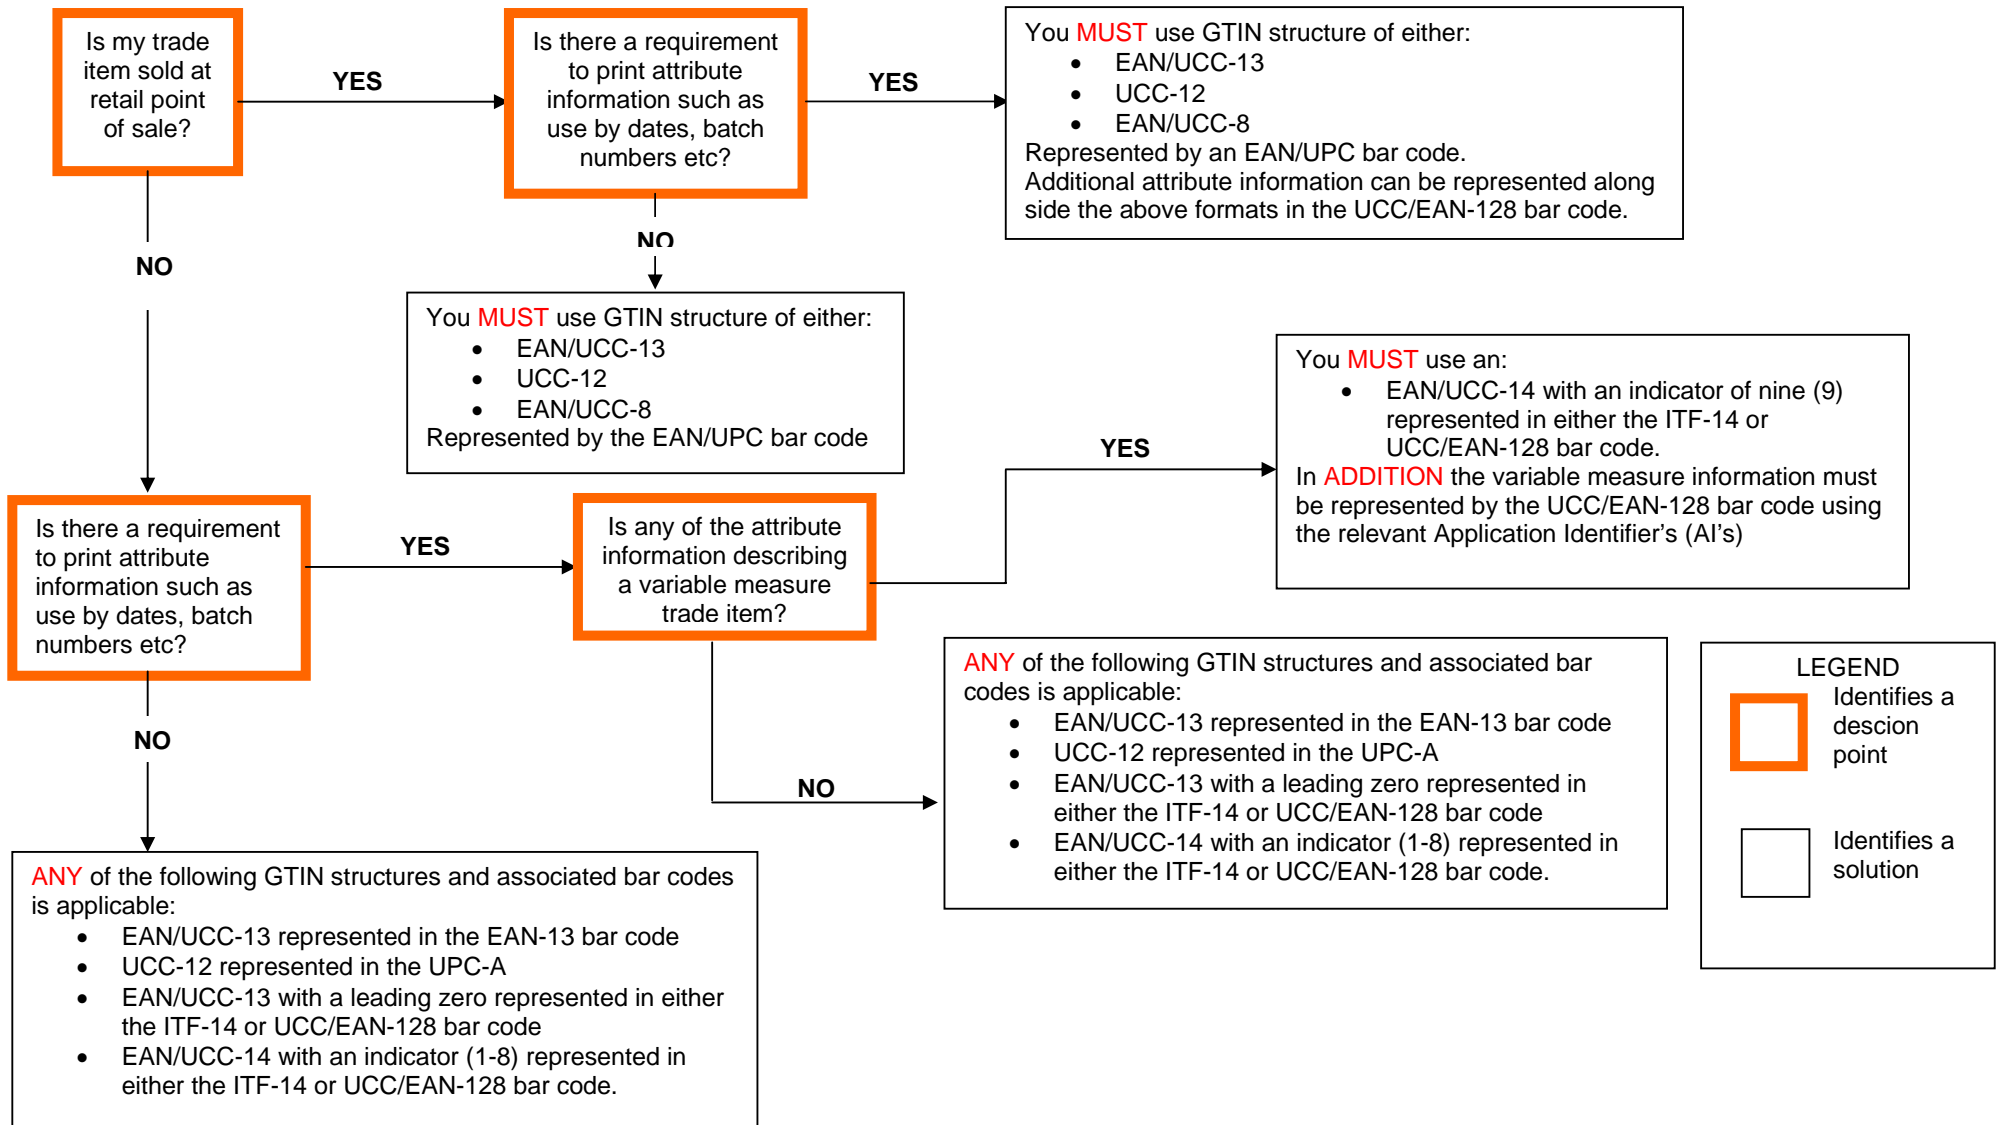 Is my trade
item sold at
retail point
of sale?
YES
Is there a requirement
to print attribute
information such as
use by dates, batch
numbers etc?
YES
You MUST use GTIN structure of either:
• EAN/UCC-13
• UCC-12
• EAN/UCC-8
Represented by an EAN/UPC bar code.
Additional attribute information can be represented along
side the above formats in the UCC/EAN-128 bar code.
NO
NO
You MUST use GTIN structure of either:
• EAN/UCC-13
• UCC-12
• EAN/UCC-8
Represented by the EAN/UPC bar code
Is there a requirement
to print attribute
information such as
use by dates, batch
numbers etc?
YES
Is any of the attribute
information describing
a variable measure
trade item?
YES
You MUST use an:
• EAN/UCC-14 with an indicator of nine (9)
represented in either the ITF-14 or
UCC/EAN-128 bar code.
In ADDITION the variable measure information must
be represented by the UCC/EAN-128 bar code using
the relevant Application Identifier's (AI's)
NO
ANY of the following GTIN structures and associated bar
codes is applicable:
• EAN/UCC-13 represented in the EAN-13 bar code
• UCC-12 represented in the UPC-A
• EAN/UCC-13 with a leading zero represented in
either the ITF-14 or UCC/EAN-128 bar code
• EAN/UCC-14 with an indicator (1-8) represented in
either the ITF-14 or UCC/EAN-128 bar code.
NO
ANY of the following GTIN structures and associated bar codes
is applicable:
• EAN/UCC-13 represented in the EAN-13 bar code
• UCC-12 represented in the UPC-A
• EAN/UCC-13 with a leading zero represented in either
the ITF-14 or UCC/EAN-128 bar code
• EAN/UCC-14 with an indicator (1-8) represented in
either the ITF-14 or UCC/EAN-128 bar code.
LEGEND
Identifies a
descion
point
Identifies a
solution